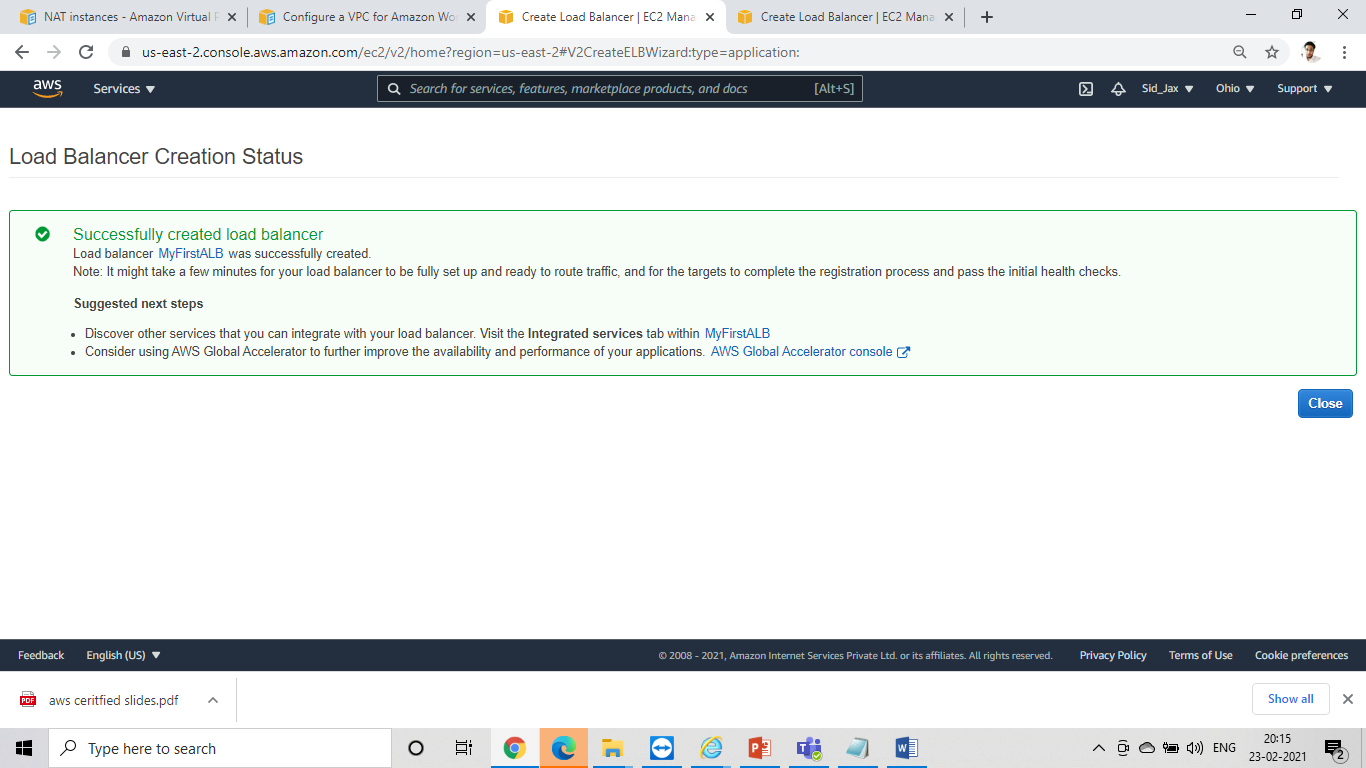 NAT instances - Amazon Virtual P
Configure a VPC for Amazon Wo
Create Load Balancer | EC2 Mana
Create Load Balancer | EC2 Mana
us-east-2.console.aws.amazon.com/ec2/v2/home?region=us-east-2#V2CreateELBWizard:type=application:
aws
Services
Search for services, features, marketplace products, and docs
[Alt+S]
Sid_Jax
Ohio
Support
Load Balancer Creation Status
Successfully created load balancer
Load balancer MyFirstALB was successfully created.
Note: It might take a few minutes for your load balancer to be fully set up and ready to route traffic, and for the targets to complete the registration process and pass the initial health checks.
Suggested next steps
• Discover other services that you can integrate with your load balancer. Visit the Integrated services tab within MyFirstALB
• Consider using AWS Global Accelerator to further improve the availability and performance of your applications. AWS Global Accelerator console
Close
Feedback
English (US)
© 2008 - 2021, Amazon Internet Services Private Ltd. or its affiliates. All rights reserved.
Privacy Policy
Terms of Use
Cookie preferences
PDF
aws ceritfied slides.pdf
Show all
Type here to search
ENG
20:15
23-02-2021
2